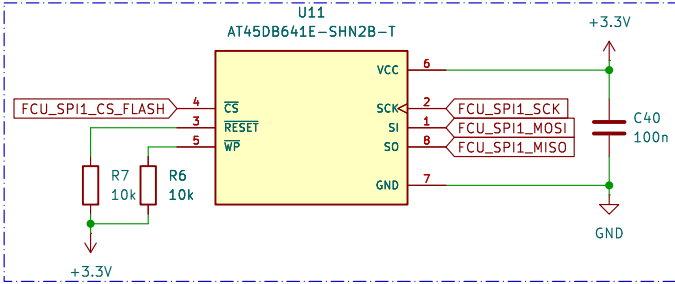 U11
AT45DB641E-SHN2B-T
+3.3V
VCC 6
FCU_SPI1_CS_FLASH 4 CS SCK 2 FCU_SPI1_SCK
3 RESET SI 1 FCU_SPI1_MOSI
5 WP SO 8 FCU_SPI1_MISO
C40
100n
R7 R6
10k 10k
GND 7
GND
+3.3V